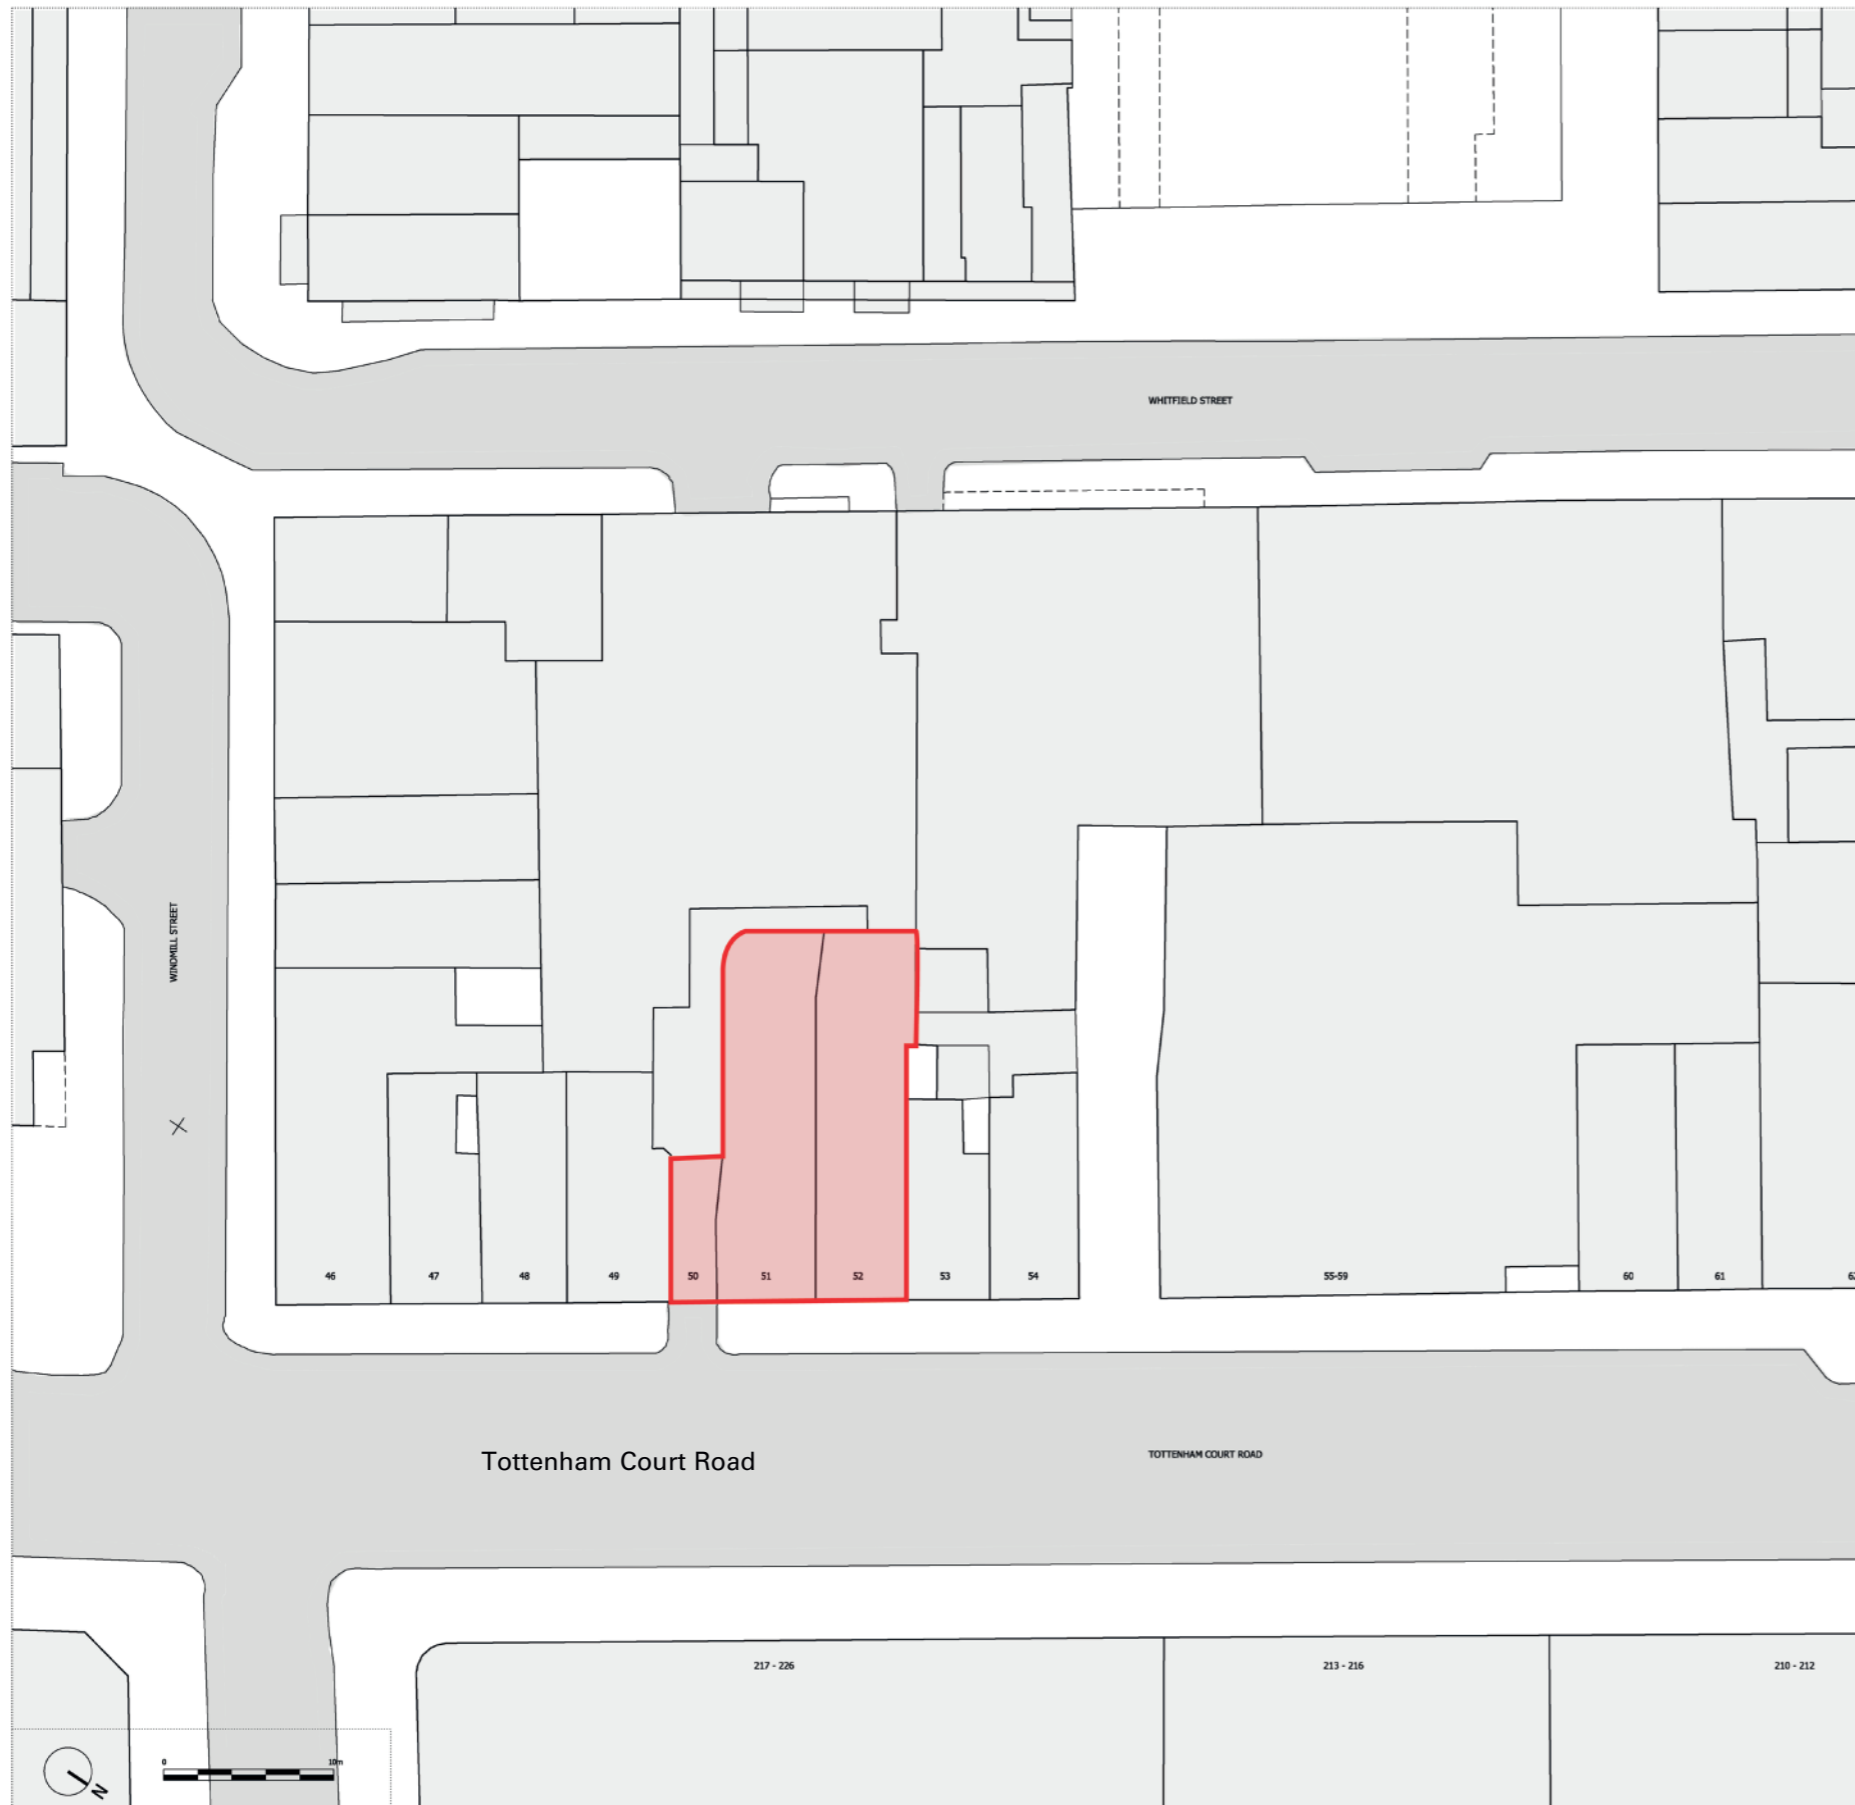 WHITFIELD STREET
WINDMILL STREET
46
47
48
49
50
51
52
53
54
55-59
60
61
Tottenham Court Road
TOTTENHAM COURT ROAD
217 - 226
213 - 216
210 - 212
0
10m
N